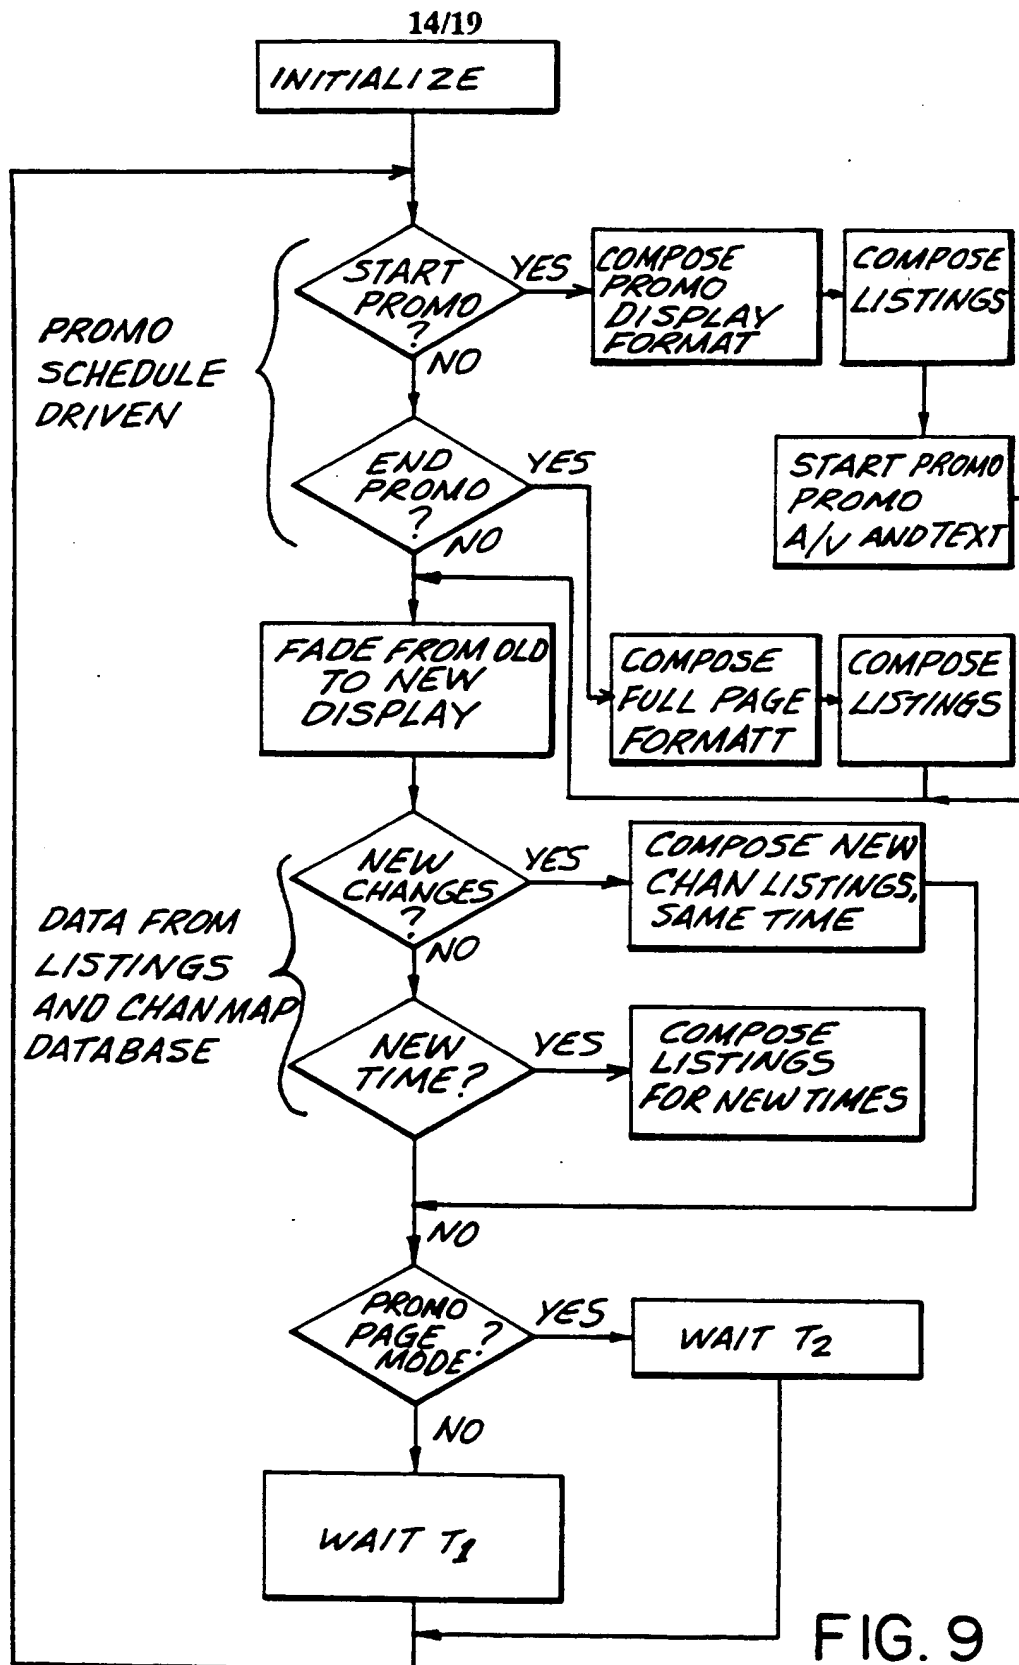 14/19
INITIALIZE
START
PROMO
?
YES
NO
COMPOSE
PROMO
DISPLAY
FORMAT
COMPOSE
LISTINGS
PROMO
SCHEDULE
DRIVEN
END
PROMO
?
YES
NO
START PROMO
PROMO
A/V AND TEXT
FADE FROM OLD
TO NEW
DISPLAY
COMPOSE
FULL PAGE
FORMATT
COMPOSE
LISTINGS
NEW
CHANGES
?
YES
NO
COMPOSE NEW
CHAN LISTINGS,
SAME TIME
DATA FROM
LISTINGS
AND CHAN MAP
DATABASE
NEW
TIME?
YES
COMPOSE
LISTINGS
FOR NEW TIMES
NO
PROMO
PAGE ?
MODE
YES
WAIT T2
NO
WAIT T1
FIG. 9